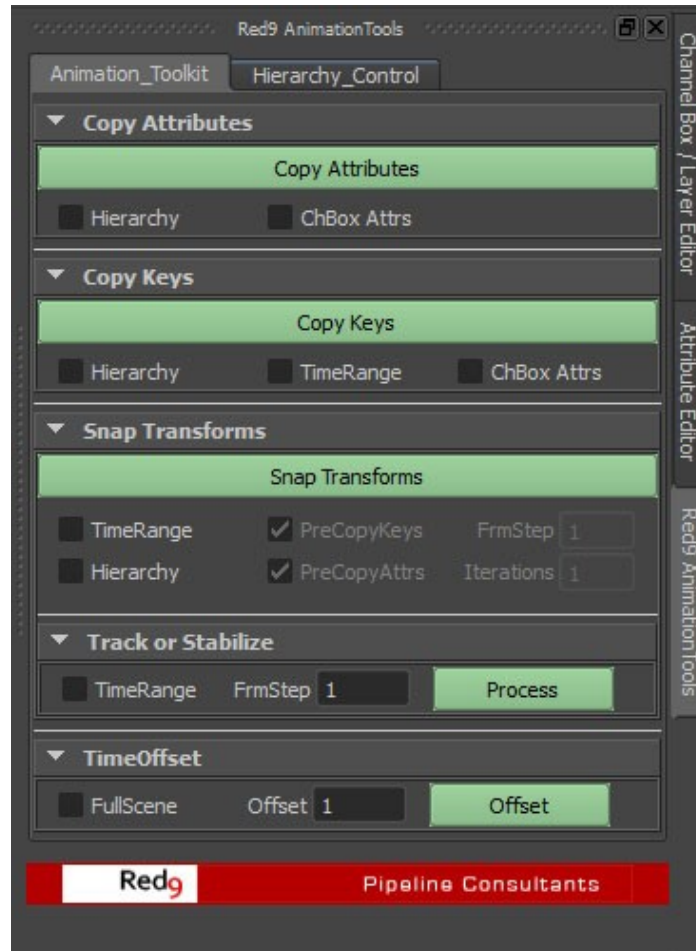 Red9 AnimationTools
Animation_Toolkit Hierarchy_Control
Copy Attributes
Copy Attributes
Hierarchy ChBox Attrs
Copy Keys
Copy Keys
Hierarchy TimeRange ChBox Attrs
Snap Transforms
Snap Transforms
TimeRange PreCopyKeys FrmStep 1
Hierarchy PreCopyAttrs Iterations 1
Track or Stabilize
TimeRange FrmStep 1 Process
TimeOffset
FullScene Offset 1 Offset
Red9 Pipeline Consultants
Channel Box / Layer Editor
Attribute Editor
Red9 AnimationTools